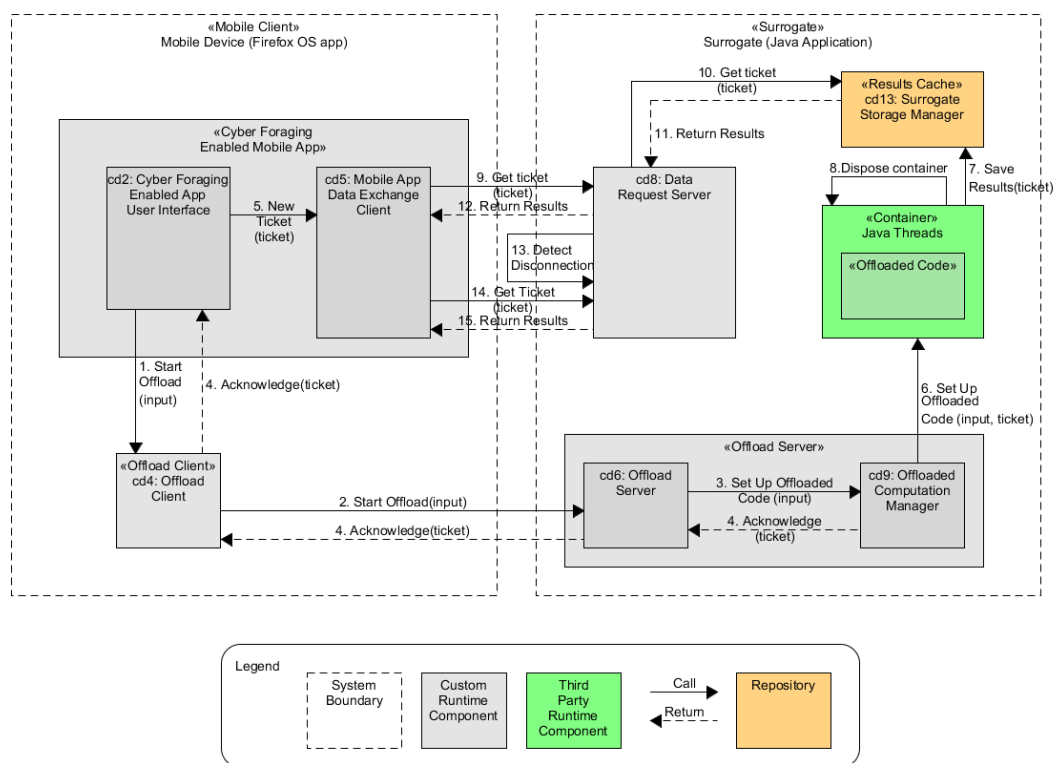 «Mobile Client»
Mobile Device (Firefox OS app)
«Surrogate»
Surrogate (Java Application)
«Cyber Foraging
Enabled Mobile App»
cd2: Cyber Foraging
Enabled App
User Interface
5. New
Ticket
(ticket)
cd5: Mobile App
Data Exchange
Client
9. Get ticket
(ticket)
12. Return Results
13. Detect
Disconnection
14. Get Ticket
(ticket)
15. Return Results
cd8: Data
Request Server
10. Get ticket
(ticket)
11. Return Results
«Results Cache»
cd13: Surrogate
Storage Manager
8.Dispose container
7. Save
Results(ticket)
«Container»
Java Threads
«Offloaded Code»
1. Start
Offload
(input)
4. Acknowledge(ticket)
6. Set Up
Offloaded
Code (input, ticket)
«Offload Client»
cd4: Offload
Client
2. Start Offload(input)
4. Acknowledge(ticket)
«Offload Server»
cd6: Offload
Server
3. Set Up Offloaded
Code (input)
4. Acknowledge
(ticket)
cd9: Offloaded
Computation
Manager
Legend
System
Boundary
Custom
Runtime
Component
Third
Party
Runtime
Component
Call
Return
Repository